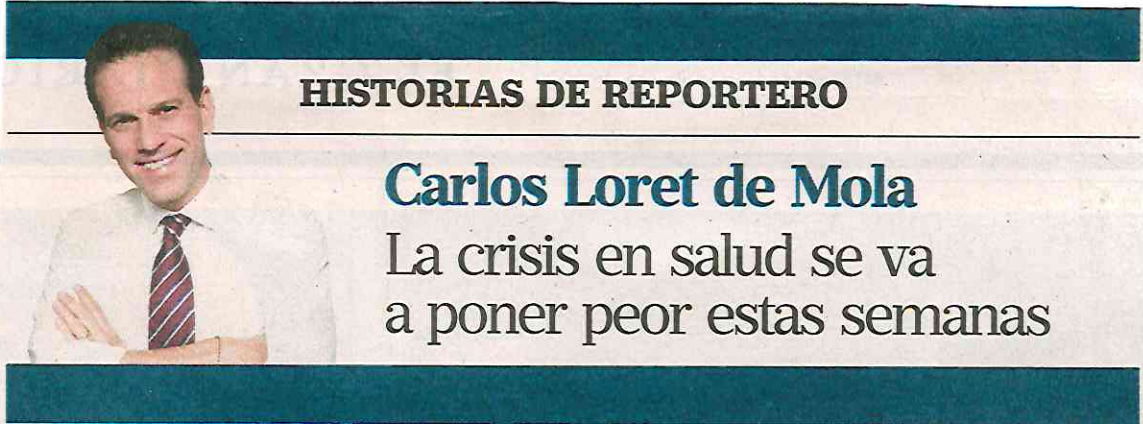 HISTORIAS DE REPORTERO
Carlos Loret de Mola
La crisis en salud se va
a poner peor estas semanas